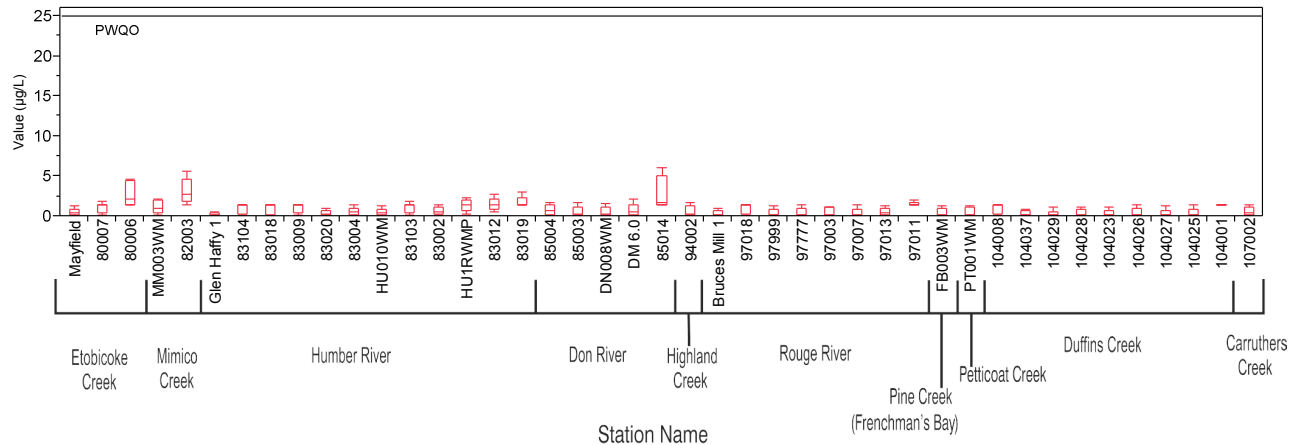 25
PWQO
20
15
10
5
0
Value (µg/L)
Mayfield
80007
80006
MM003WM
82003
Glen Haffy 1
83104
83018
83009
83020
83004
HU010WM
83103
83002
HU1RWMP
83012
83019
85004
85003
DN008WM
DM 6.0
85014
94002
Bruces Mill 1
97018
97999
97777
97003
97007
97013
97011
FB003WM
PT001WM
104008
104037
104029
104028
104023
104026
104027
104025
104001
107002
Etobicoke
Creek
Mimico
Creek
Humber River
Don River
Highland
Creek
Rouge River
Pine Creek
(Frenchman's Bay)
Petticoat Creek
Duffins Creek
Carruthers
Creek
Station Name